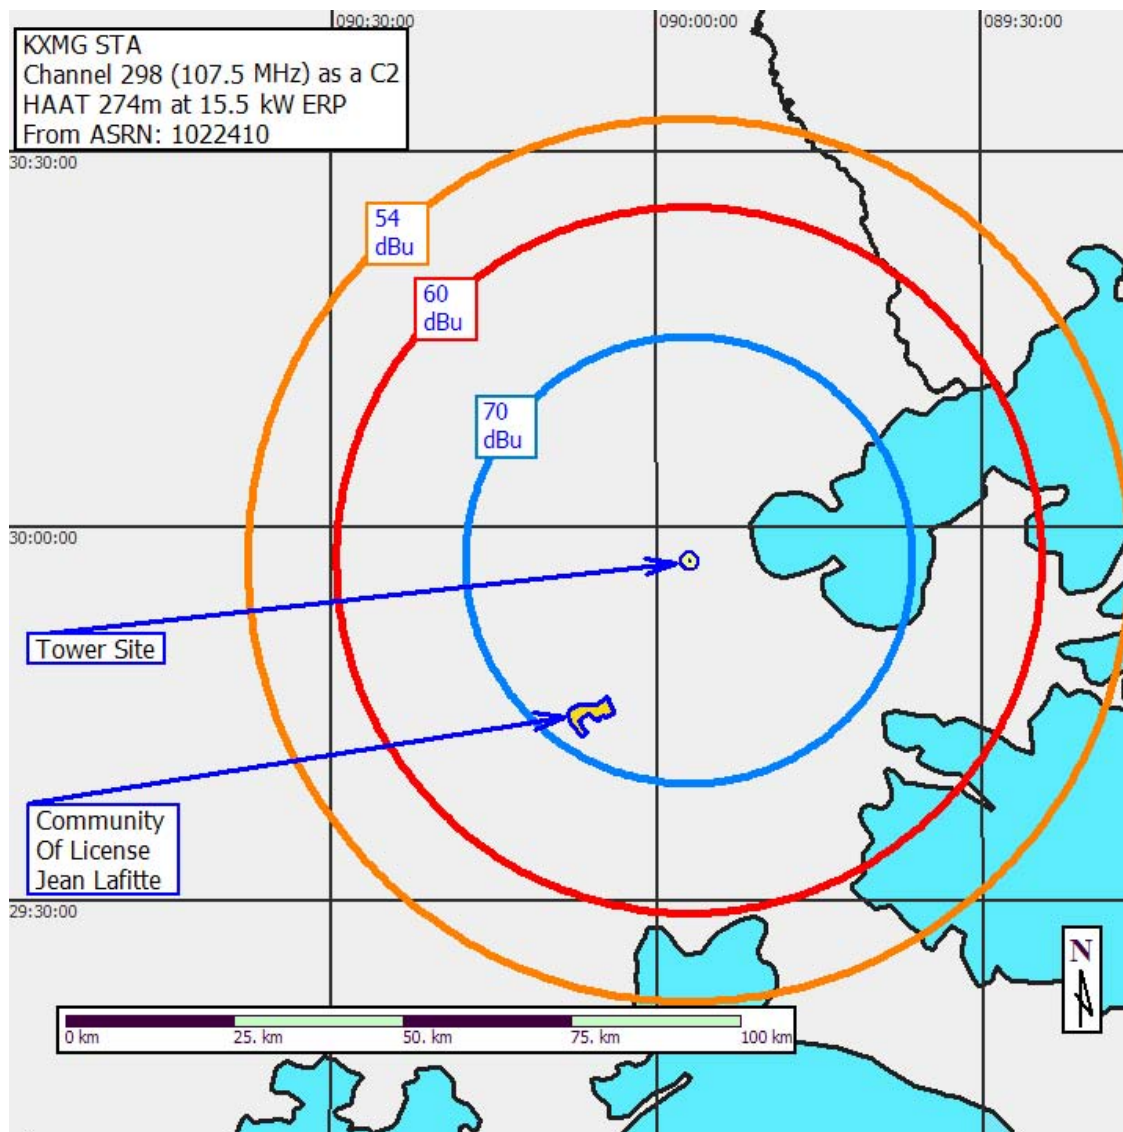 090:30:00
090:00:00
089:30:00
KXMG STA
Channel 298 (107.5 MHz) as a C2
HAAT 274m at 15.5 kW ERP
From ASRN: 1022410
30:30:00
54
dBu
60
dBu
70
dBu
30:00:00
Tower Site
Community
Of License
Jean Lafitte
29:30:00
N
0 km 25. km 50. km 75. km 100 km